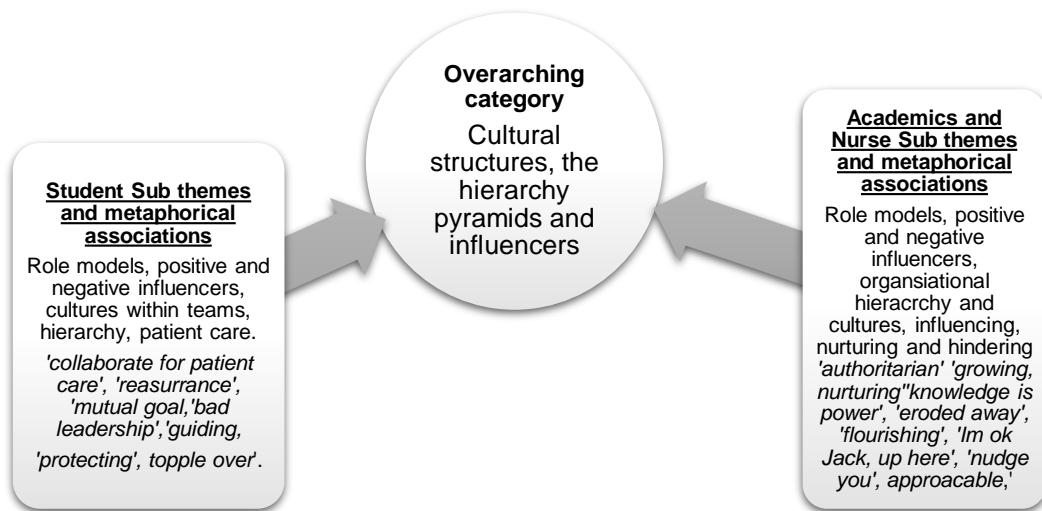 Overarching
category
Cultural
structures, the
hierarchy
pyramids and
influencers
Student Sub themes
and metaphorical
associations
Role models, positive and
negative influencers,
cultures within teams,
hierarchy, patient care.
'collaborate for patient
care', 'reasurrance',
'mutual goal,'bad
leadership','guiding,
'protecting', topple over'.
Academics and
Nurse Sub themes
and metaphorical
associations
Role models, positive
and negative
influencers,
organsiational
hieracrchy and
cultures, influencing,
nurturing and hindering
'authoritarian' 'growing,
nurturing''knowledge is
power', 'eroded away',
'flourishing', 'Im ok
Jack, up here', 'nudge
you', approacable,'